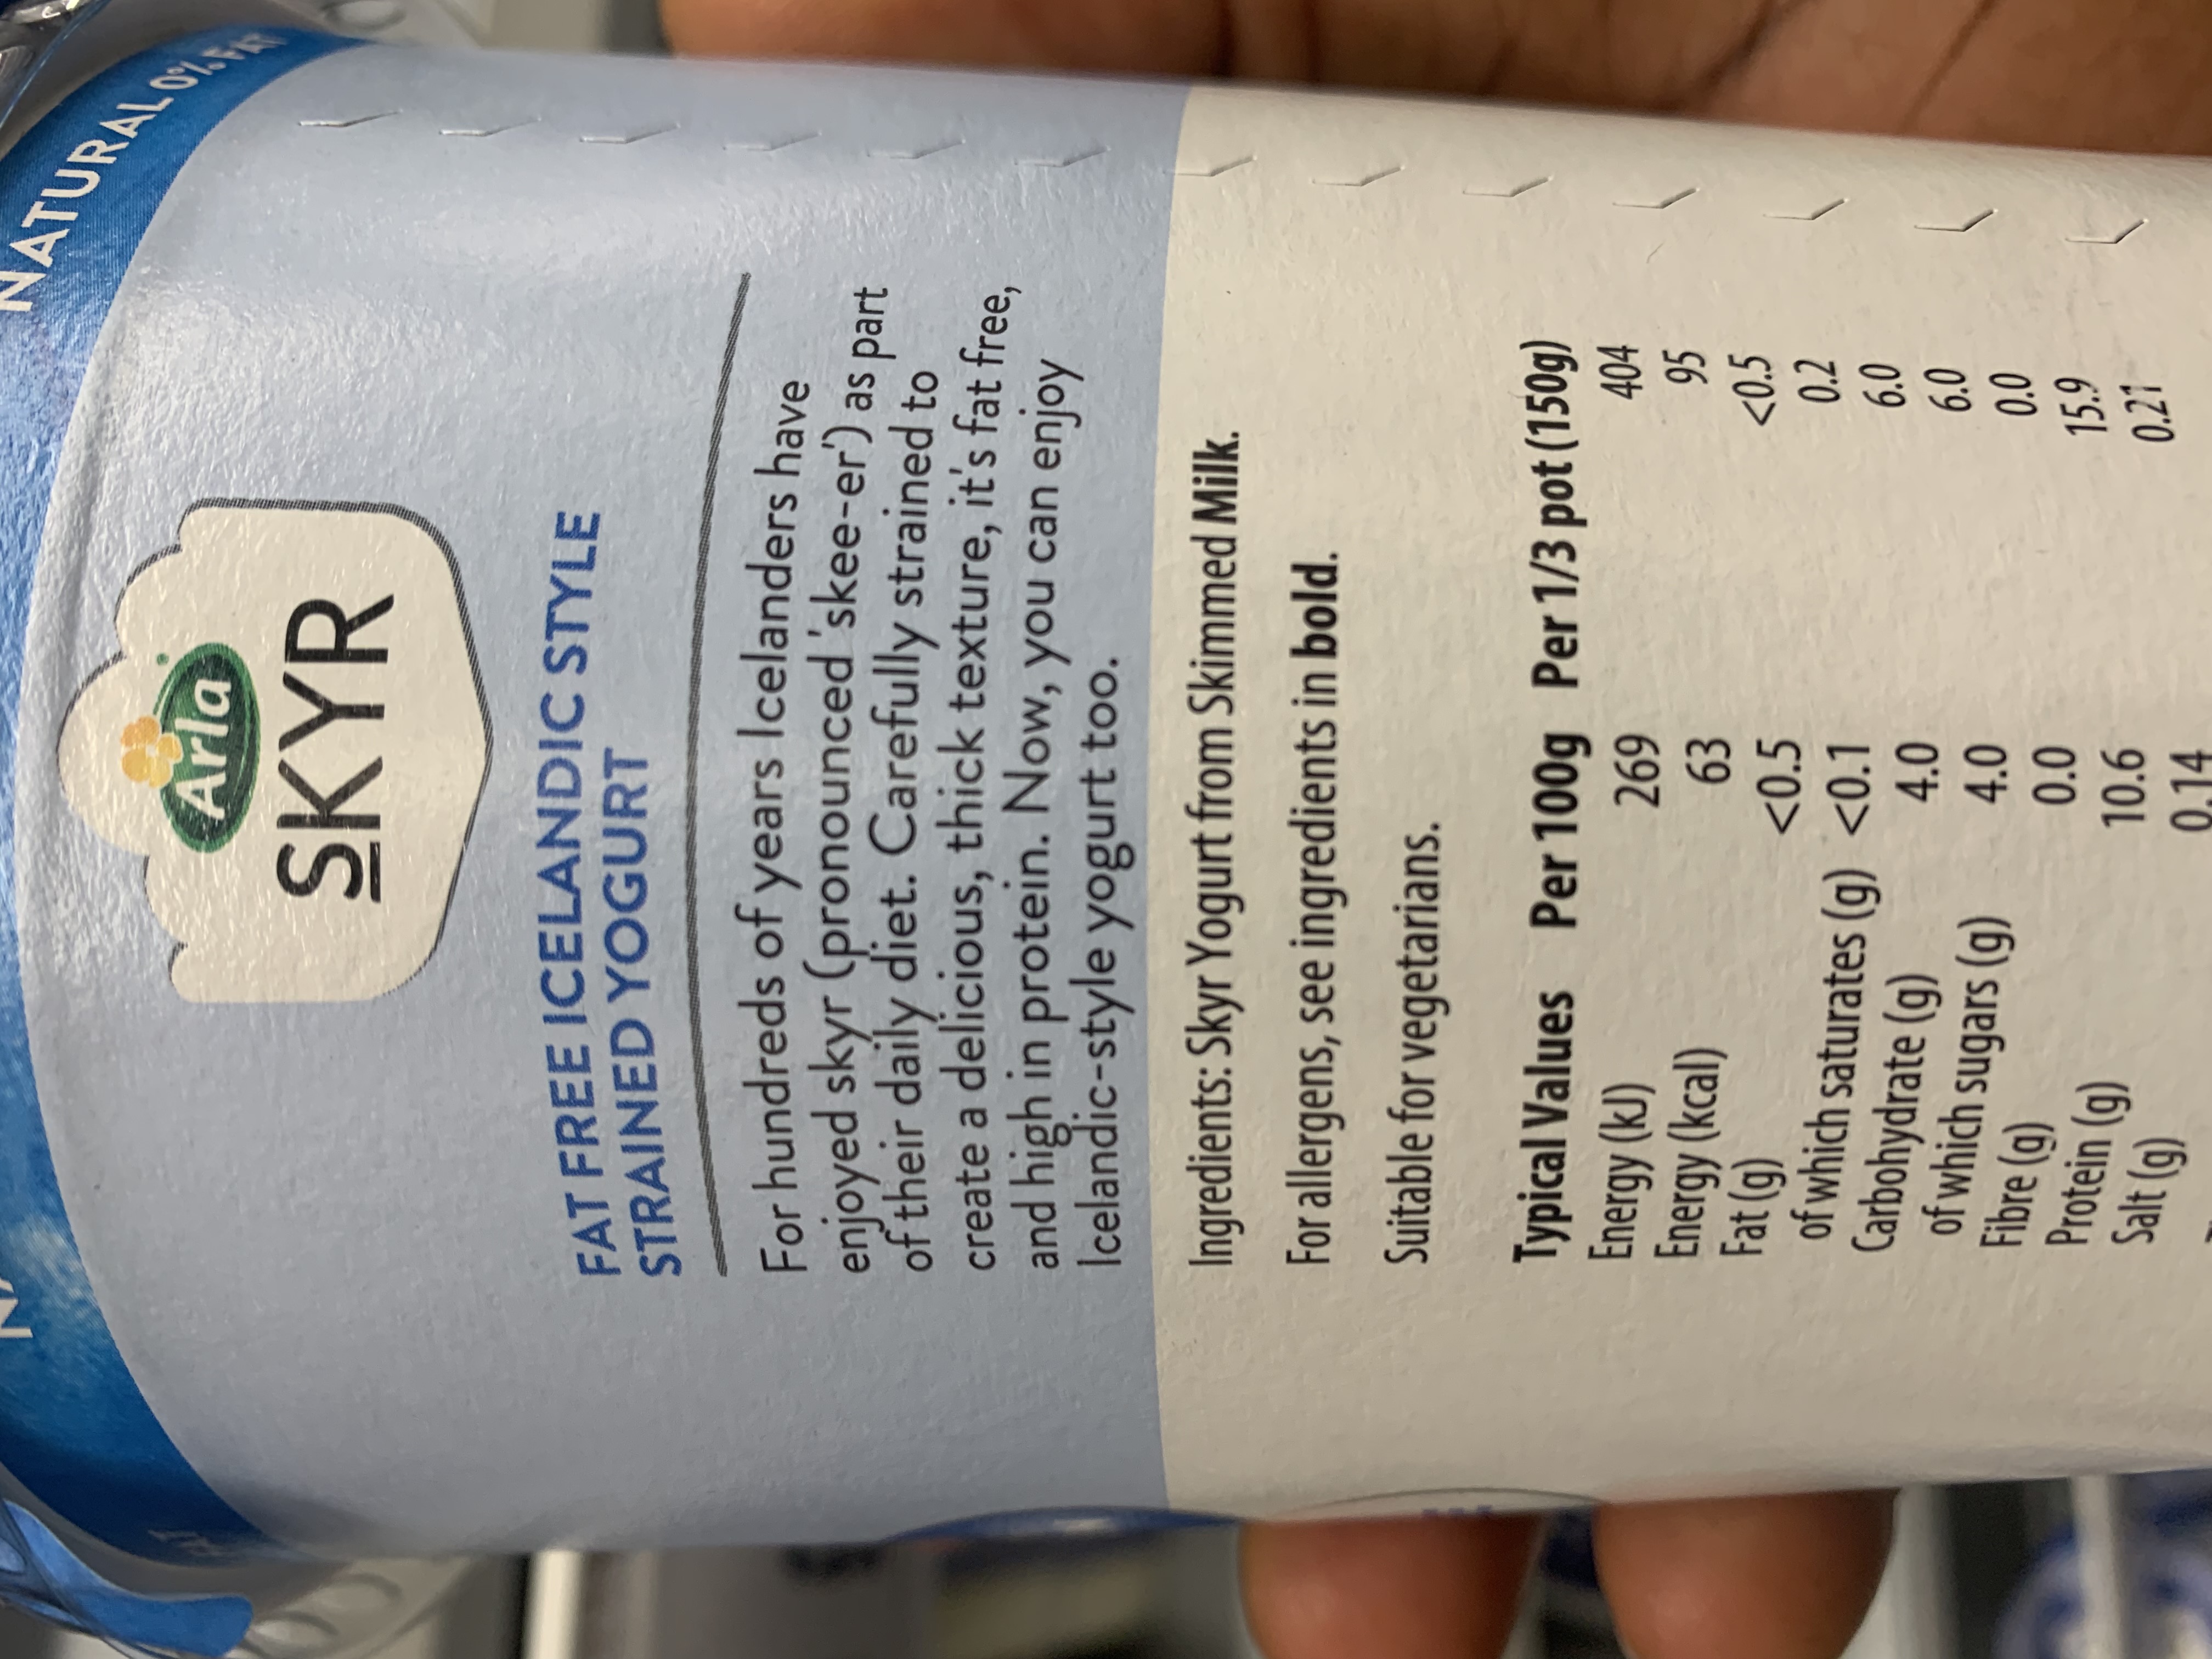 NATURAL 0% FAT
Arla
SKYR
FAT FREE ICELANDIC STYLE
STRAINED YOGURT
For hundreds of years Icelanders have
enjoyed skyr (pronounced 'skee-er') as part
of their daily diet. Carefully strained to
create a delicious, thick texture, it's fat free,
and high in protein. Now, you can enjoy
Icelandic-style yogurt too.
Ingredients: Skyr Yogurt from Skimmed Milk.
For allergens, see ingredients in bold.
Suitable for vegetarians.
Typical Values Per 100g Per 1/3 pot (150g)
Energy (kJ) 269 404
Energy (kcal) 63 95
Fat (g) <0.5 <0.5
of which saturates (g) <0.1 0.2
Carbohydrate (g) 4.0 6.0
of which sugars (g) 4.0 6.0
Fibre (g) 0.0 0.0
Protein (g) 10.6 15.9
Salt (g) 0.14 0.21